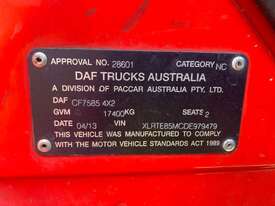 APPROVAL NO. 28601 CATEGORY NC
DAF TRUCKS AUSTRALIA
A DIVISION OF PACCAR AUSTRALIA PTY. LTD.
DAF CF7585 4X2
GVM 17400KG SEATS 2
DATE 04/13 VIN XLRTE85MCDE979479
THIS VEHICLE WAS MANUFACTURED TO COMPLY
WITH THE MOTOR VEHICLE STANDARDS ACT 1989